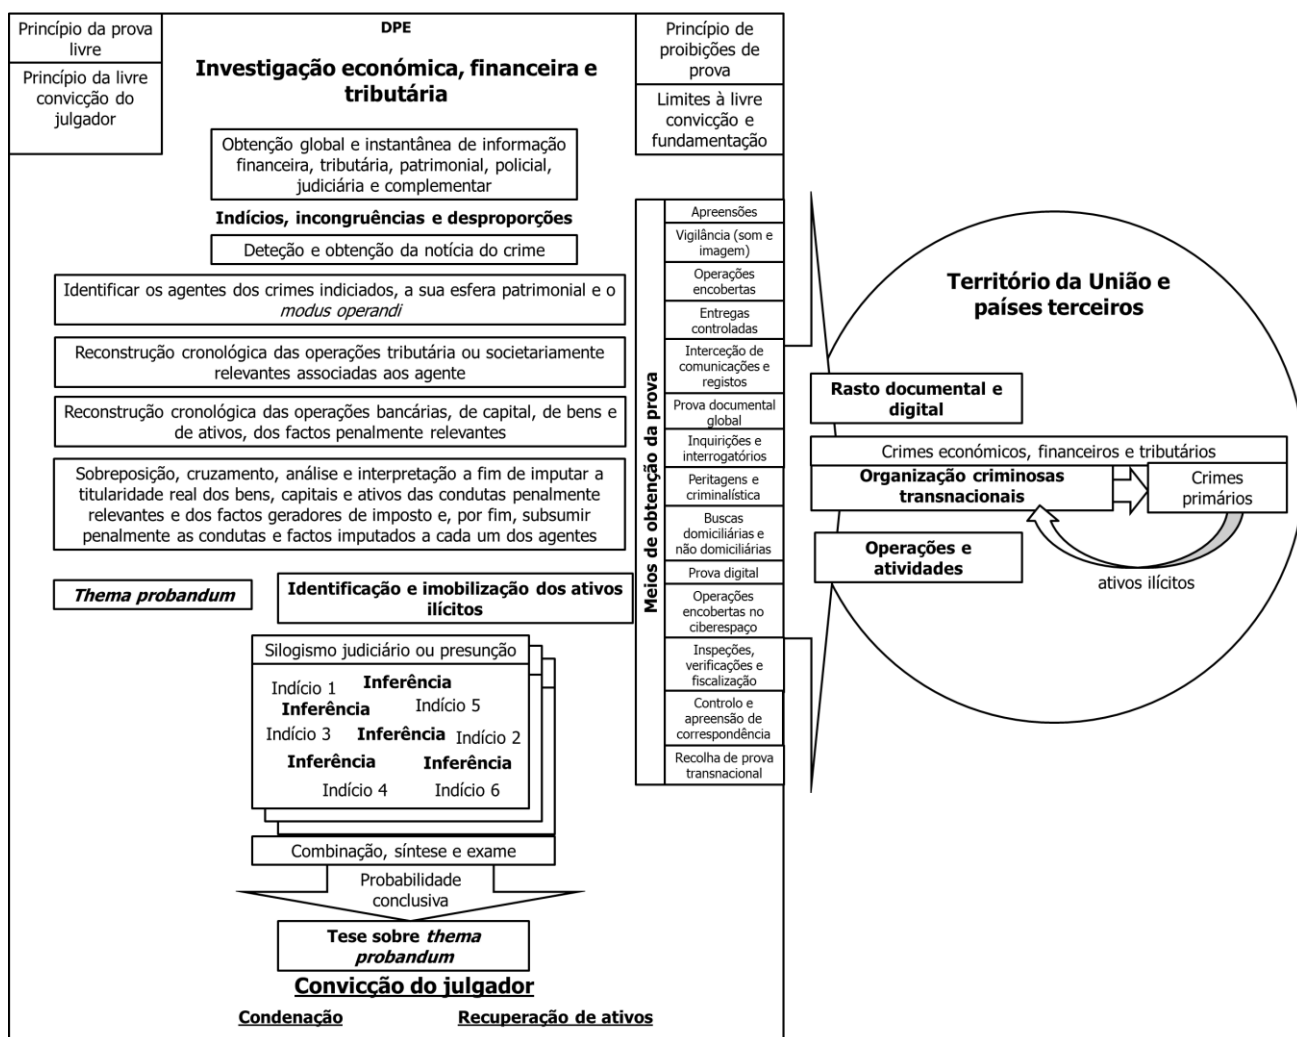 Princípio da prova
livre
Princípio da livre
convicção do
julgador
DPE
Investigação económica, financeira e
tributária
Princípio de
proibições de
prova
Limites à livre
convicção e
fundamentação
Obtenção global e instantânea de informação
financeira, tributária, patrimonial, policial,
judiciária e complementar
Indícios, incongruências e desproporções
Deteção e obtenção da notícia do crime
Identificar os agentes dos crimes indiciados, a sua esfera patrimonial e o
modus operandi
Reconstrução cronológica das operações tributária ou societariamente
relevantes associadas aos agente
Reconstrução cronológica das operações bancárias, de capital, de bens e
de ativos, dos factos penalmente relevantes
Sobreposição, cruzamento, análise e interpretação a fim de imputar a
titularidade real dos bens, capitais e ativos das condutas penalmente
relevantes e dos factos geradores de imposto e, por fim, subsumir
penalmente as condutas e factos imputados a cada um dos agentes
Thema probandum
Identificação e imobilização dos ativos
ilícitos
Silogismo judiciário ou presunção
Indício 1
Inferência
Inferência
Indício 5
Indício 3
Inferência
Indício 2
Inferência
Inferência
Indício 4
Indício 6
Combinação, síntese e exame
Probabilidade
conclusiva
Tese sobre thema
probandum
Convicção do julgador
Condenação
Recuperação de ativos
Meios de obtenção da prova
Apreensões
Vigilância (som e
imagem)
Operações
encobertas
Entregas
controladas
Interceção de
comunicações e
registos
Prova documental
global
Inquirições e
interrogatórios
Peritagens e
criminalística
Buscas
domiciliárias e
não domiciliárias
Prova digital
Operações
encobertas no
ciberespaço
Inspeções,
verificações e
fiscalização
Controlo e
apreensão de
correspondência
Recolha de prova
transnacional
Território da União e
países terceiros
Rasto documental e
digital
Crimes económicos, financeiros e tributários
Organização criminosas
transnacionais
Crimes
primários
Operações e
atividades
ativos ilícitos